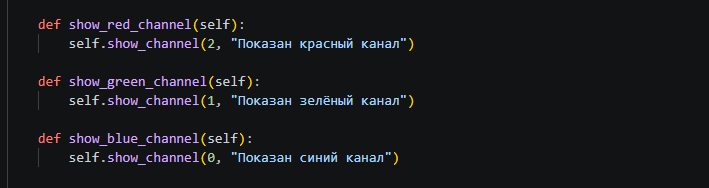 def show_red_channel(self):
self.show_channel(2, "Показан красный канал")
def show_green_channel(self):
self.show_channel(1, "Показан зелёный канал")
def show_blue_channel(self):
self.show_channel(0, "Показан синий канал")